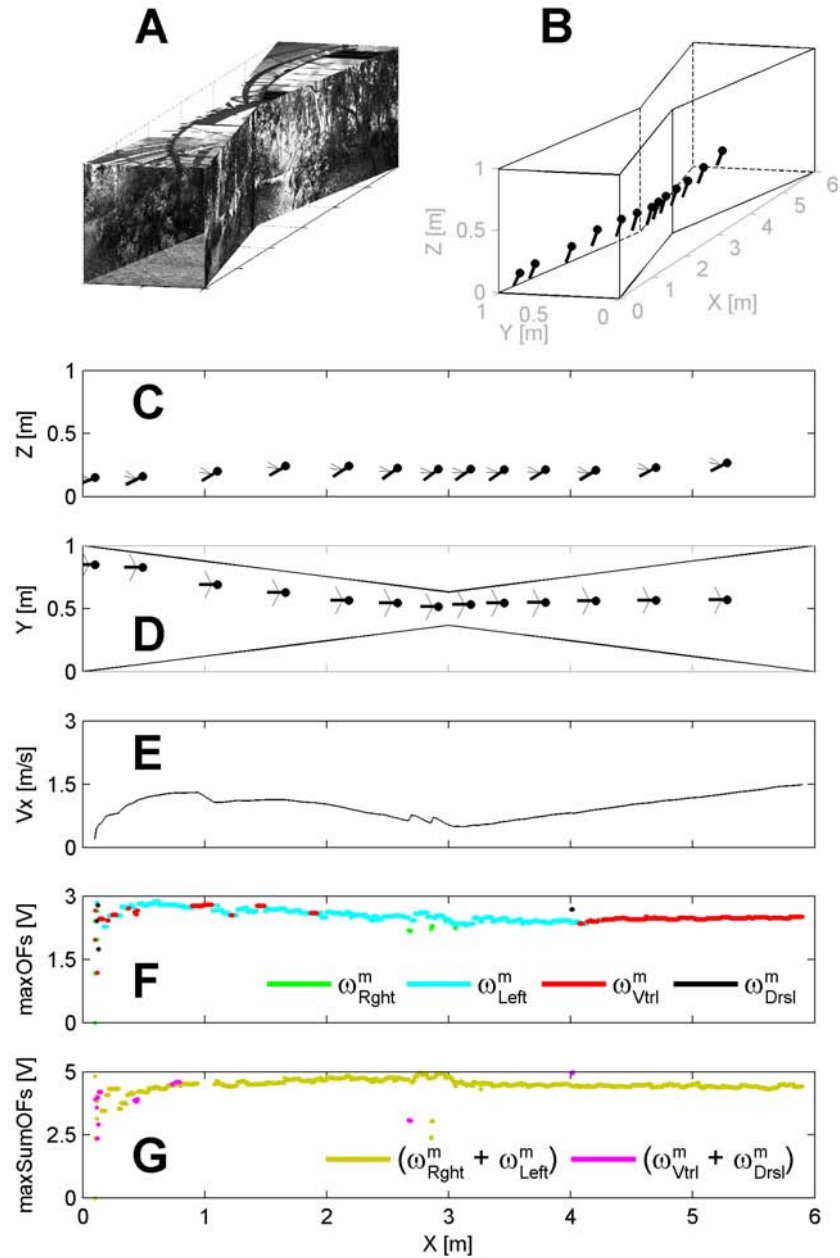 A
B
1
0.5
0
Z [m]
1
0.5
0
Y [m]
0
1
2
3
4
5
6
X [m]
C
1
0.5
0
Z [m]
D
1
0.5
0
Y [m]
E
3
1.5
0
Vx [m/s]
F
3
1.5
0
maxOFs [V]
ω^m_Rght ω^m_Left ω^m_Vtrl ω^m_Drsl
G
5
2.5
0
maxSumOFs [V]
(ω^m_Rght + ω^m_Left) (ω^m_Vtrl + ω^m_Drsl)
0 1 2 3 4 5 6
X [m]